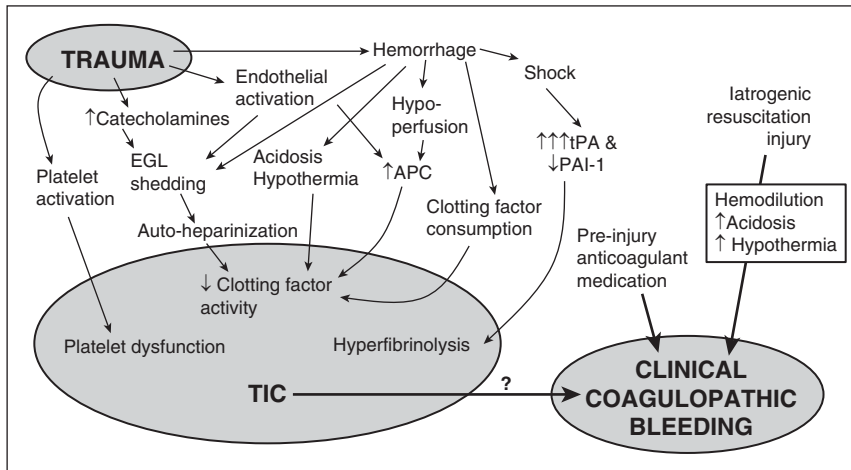 TRAUMA
Hemorrhage
Endothelial
activation
Shock
↑Catecholamines
Hypo-
perfusion
Iatrogenic
resuscitation
injury
EGL
shedding
Acidosis
Hypothermia
↑APC
↑↑↑tPA &
↓PAI-1
Platelet
activation
Auto-heparinization
Clotting factor
consumption
Hemodilution
↑Acidosis
↑ Hypothermia
Pre-injury
anticoagulant
medication
↓ Clotting factor
activity
Platelet dysfunction
Hyperfibrinolysis
TIC
?
CLINICAL
COAGULOPATHIC
BLEEDING